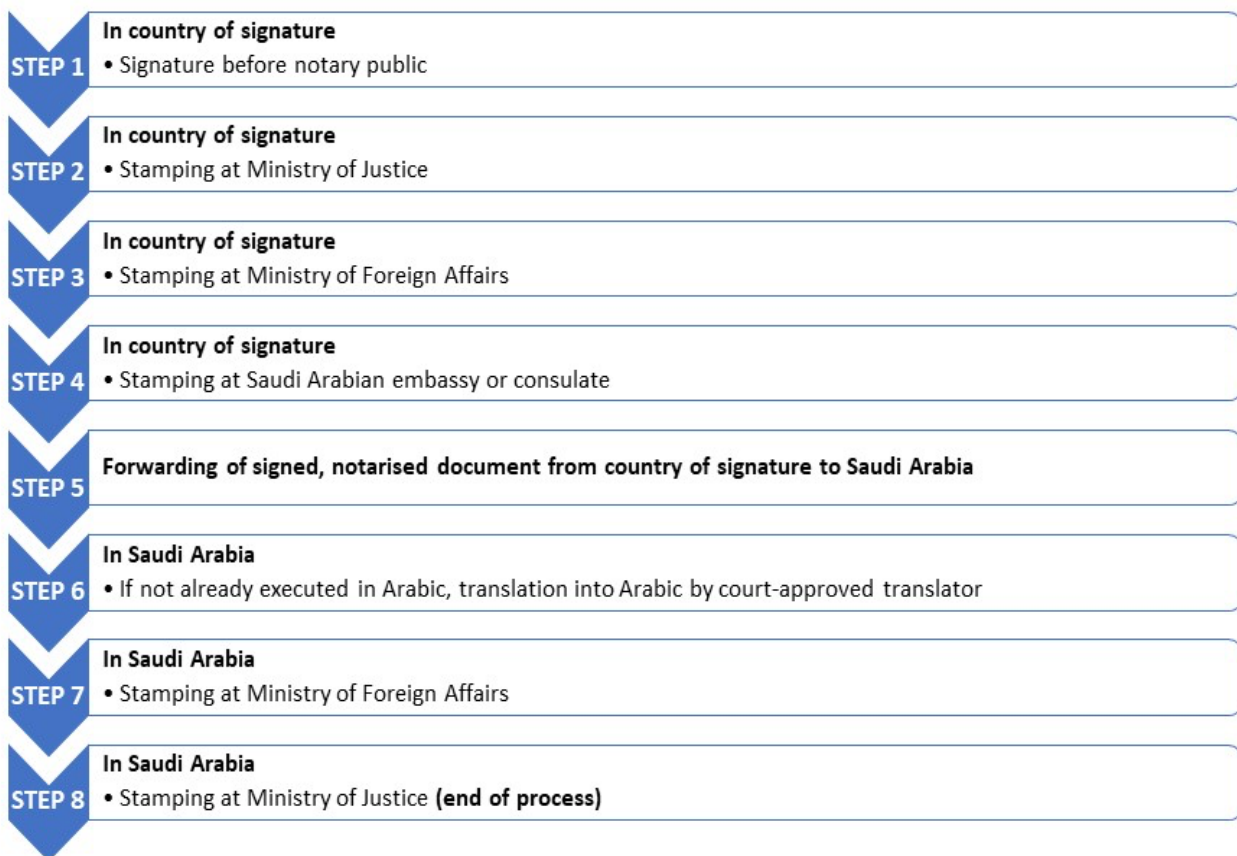 STEP 1
In country of signature
• Signature before notary public
STEP 2
In country of signature
• Stamping at Ministry of Justice
STEP 3
In country of signature
• Stamping at Ministry of Foreign Affairs
STEP 4
In country of signature
• Stamping at Saudi Arabian embassy or consulate
STEP 5
Forwarding of signed, notarised document from country of signature to Saudi Arabia
STEP 6
In Saudi Arabia
• If not already executed in Arabic, translation into Arabic by court-approved translator
STEP 7
In Saudi Arabia
• Stamping at Ministry of Foreign Affairs
STEP 8
In Saudi Arabia
• Stamping at Ministry of Justice (end of process)